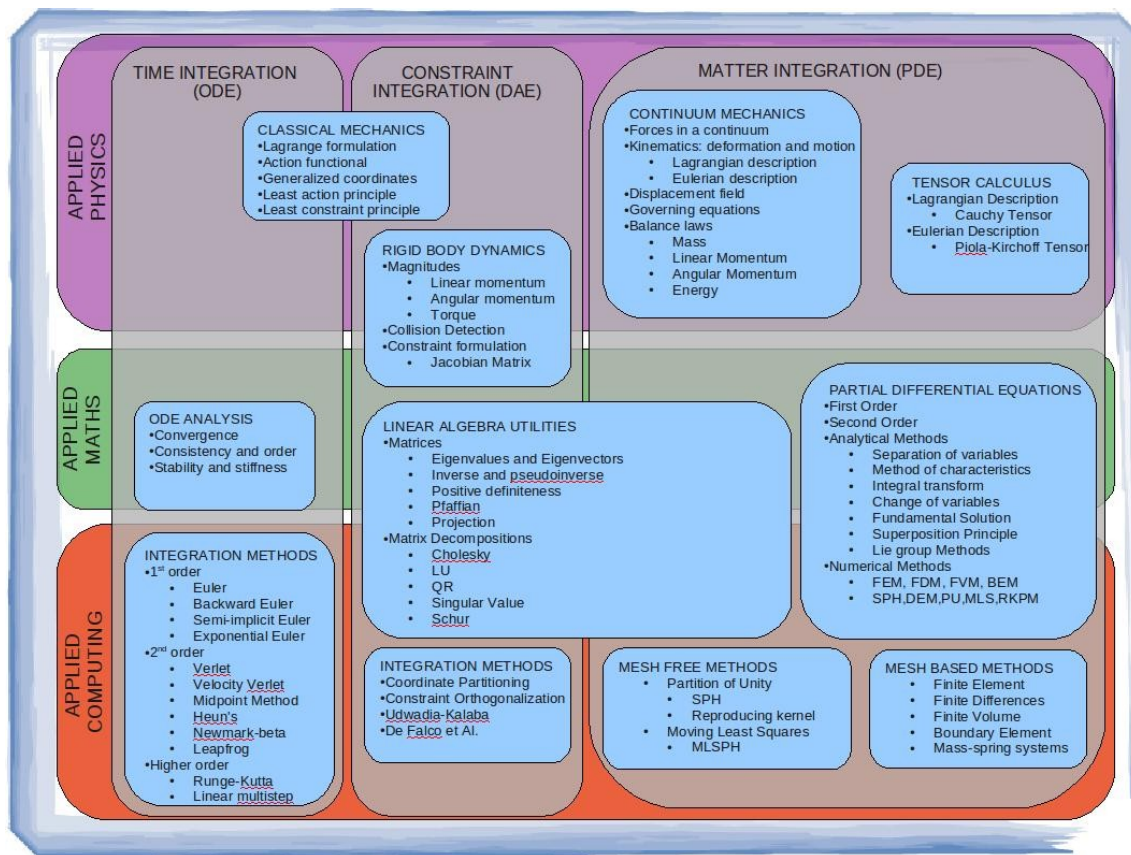 APPLIED
PHYSICS
TIME INTEGRATION
(ODE)
CONSTRAINT
INTEGRATION (DAE)
MATTER INTEGRATION (PDE)
CLASSICAL MECHANICS
•Lagrange formulation
•Action functional
•Generalized coordinates
•Least action principle
•Least constraint principle
RIGID BODY DYNAMICS
•Magnitudes
• Linear momentum
• Angular momentum
• Torque
•Collision Detection
•Constraint formulation
• Jacobian Matrix
CONTINUUM MECHANICS
•Forces in a continuum
•Kinematics: deformation and motion
• Lagrangian description
• Eulerian description
•Displacement field
•Governing equations
•Balance laws
• Mass
• Linear Momentum
• Angular Momentum
• Energy
TENSOR CALCULUS
•Lagrangian Description
• Cauchy Tensor
•Eulerian Description
• Piola-Kirchoff Tensor
APPLIED
MATHS
ODE ANALYSIS
•Convergence
•Consistency and order
•Stability and stiffness
LINEAR ALGEBRA UTILITIES
•Matrices
• Eigenvalues and Eigenvectors
• Inverse and pseudoinverse
• Positive definiteness
• Pfaffian
• Projection
•Matrix Decompositions
• Cholesky
• LU
• QR
• Singular Value
• Schur
PARTIAL DIFFERENTIAL EQUATIONS
•First Order
•Second Order
•Analytical Methods
• Separation of variables
• Method of characteristics
• Integral transform
• Change of variables
• Fundamental Solution
• Superposition Principle
• Lie group Methods
•Numerical Methods
• FEM, FDM, FVM, BEM
• SPH,DEM,PU,MLS,RKPM
APPLIED
COMPUTING
INTEGRATION METHODS
•1st order
• Euler
• Backward Euler
• Semi-implicit Euler
• Exponential Euler
•2nd order
• Verlet
• Velocity Verlet
• Midpoint Method
• Heun's
• Newmark-beta
• Leapfrog
•Higher order
• Runge-Kutta
• Linear multistep
INTEGRATION METHODS
•Coordinate Partitioning
•Constraint Orthogonalization
•Udwadia-Kalaba
•De Falco et Al.
MESH FREE METHODS
• Partition of Unity
• SPH
• Reproducing kernel
• Moving Least Squares
• MLSPH
MESH BASED METHODS
• Finite Element
• Finite Differences
• Finite Volume
• Boundary Element
• Mass-spring systems